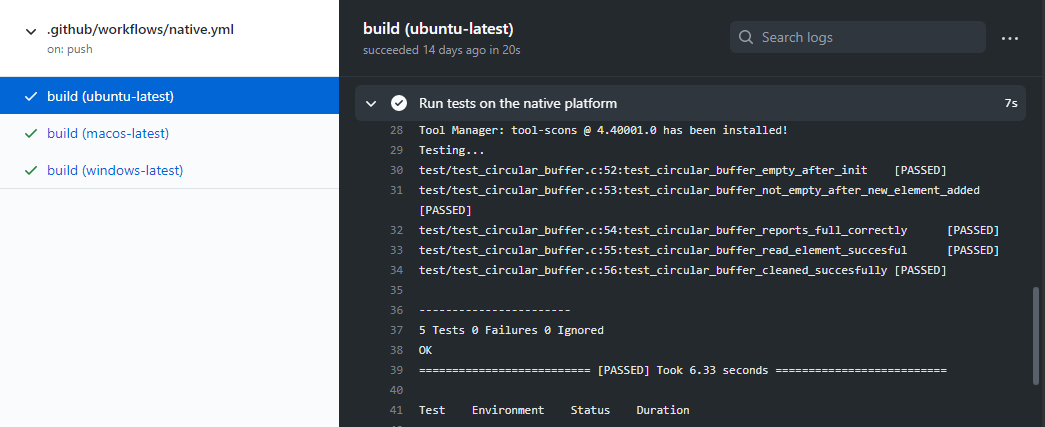 .github/workflows/native.yml
on: push
build (ubuntu-latest)
build (macos-latest)
build (windows-latest)
build (ubuntu-latest)
succeeded 14 days ago in 20s
Search logs
Run tests on the native platform 7s
28 Tool Manager: tool-scons @ 4.40001.0 has been installed!
29 Testing...
30 test/test_circular_buffer.c:52:test_circular_buffer_empty_after_init [PASSED]
31 test/test_circular_buffer.c:53:test_circular_buffer_not_empty_after_new_element_added
[PASSED]
32 test/test_circular_buffer.c:54:test_circular_buffer_reports_full_correctly [PASSED]
33 test/test_circular_buffer.c:55:test_circular_buffer_read_element_succesful [PASSED]
34 test/test_circular_buffer.c:56:test_circular_buffer_cleaned_succesfully [PASSED]
35
36 -----------------------
37 5 Tests 0 Failures 0 Ignored
38 OK
39 ========================== [PASSED] Took 6.33 seconds ==========================
40
41 Test Environment Status Duration